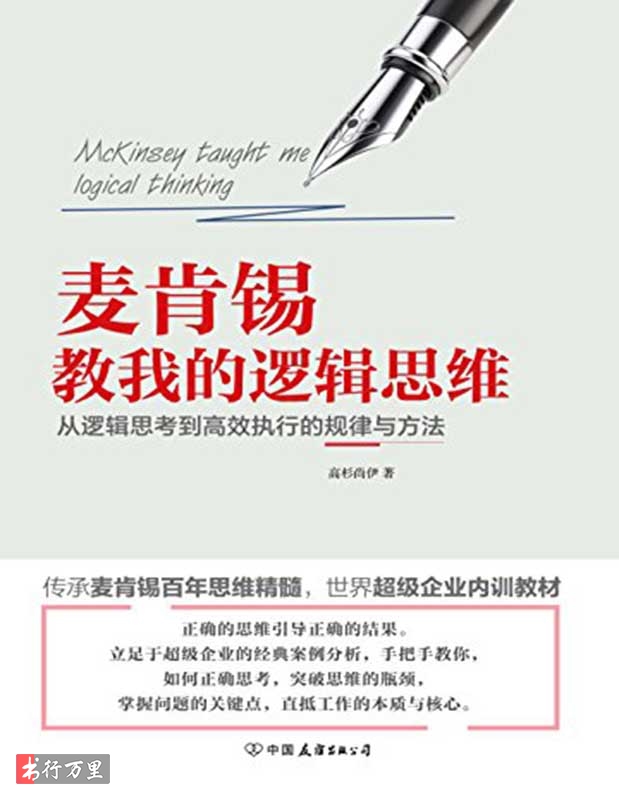 McKinsey taught me
logical thinking
麦肯锡
教我的逻辑思维
从逻辑思考到高效执行的规律与方法
高杉尚伊 著
传承麦肯锡百年思维精髓，世界超级企业内训教材
正确的思维引导正确的结果。
立足于超级企业的经典案例分析，手把手教你，
如何正确思考，突破思维的瓶颈，
掌握问题的关键点，直抵工作的本质与核心。
中国友谊出版公司
书行万里